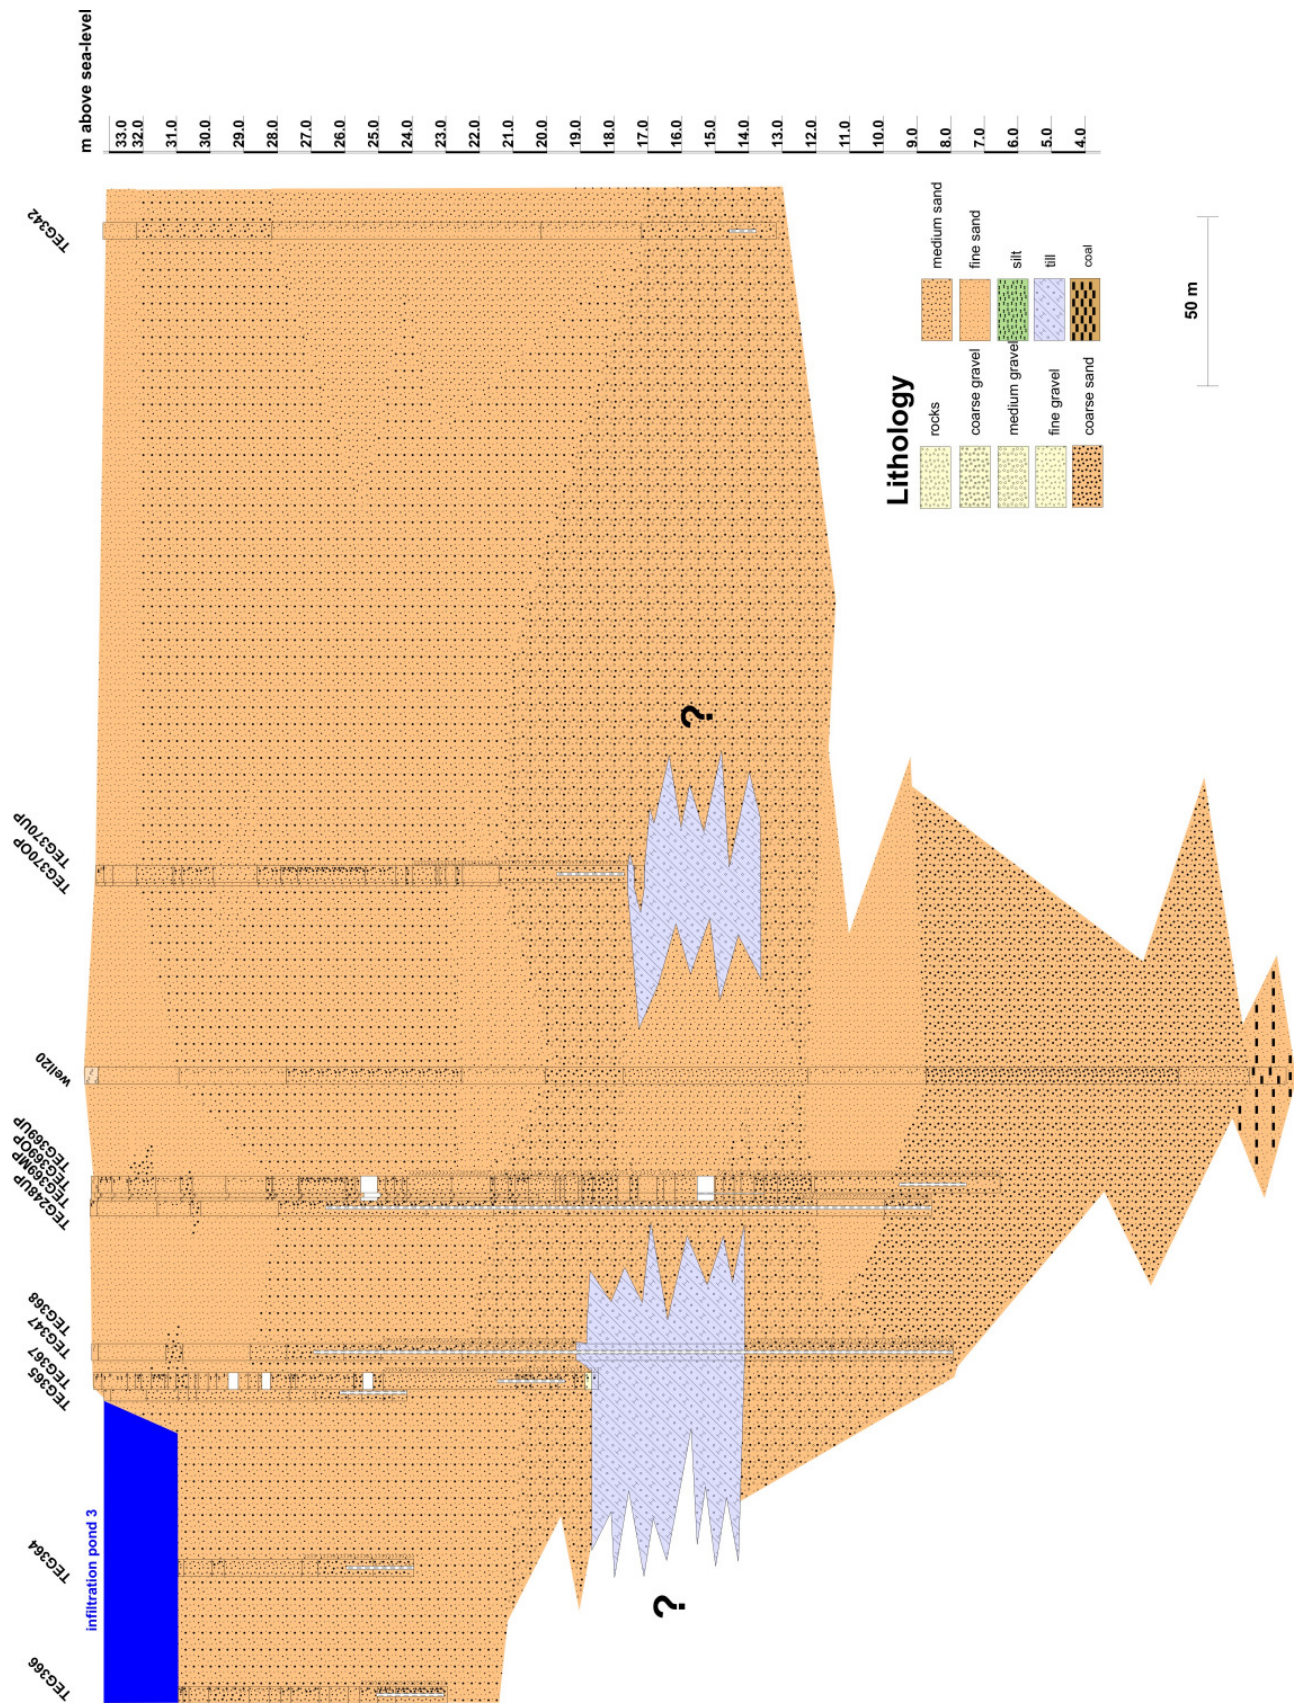 m above sea-level
33.0
32.0
31.0
30.0
29.0
28.0
27.0
26.0
25.0
24.0
23.0
22.0
21.0
20.0
19.0
18.0
17.0
16.0
15.0
14.0
13.0
12.0
11.0
10.0
9.0
8.0
7.0
6.0
5.0
4.0
TEG366
TEG364
TEG365
TEG367
TEG347
TEG368
TEG248UP
TEG369MP
TEG369OP
TEG369UP
well20
TEG370OP
TEG370UP
TEG342
infiltration pond 3
?
?
Lithology
rocks
coarse gravel
medium gravel
fine gravel
coarse sand
medium sand
fine sand
silt
till
coal
50 m